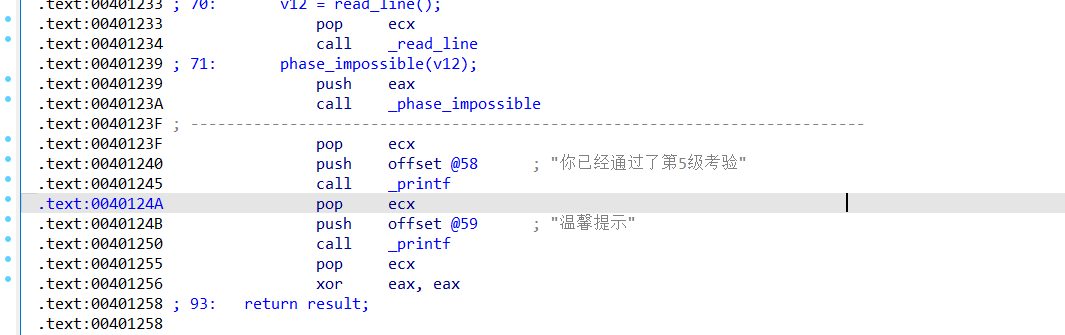 .text:00401233 ; 70:       v12 = read_line();
.text:00401233                 pop     ecx
.text:00401234                 call    _read_line
.text:00401239 ; 71:       phase_impossible(v12);
.text:00401239                 push    eax
.text:0040123A                 call    _phase_impossible
.text:0040123F ; ---------------------------------------------------------------------------
.text:0040123F                 pop     ecx
.text:00401240                 push    offset @58      ; "你已经通过了第5级考验"
.text:00401245                 call    _printf
.text:0040124A                 pop     ecx
.text:0040124B                 push    offset @59      ; "温馨提示"
.text:00401250                 call    _printf
.text:00401255                 pop     ecx
.text:00401256                 xor     eax, eax
.text:00401258 ; 93:   return result;
.text:00401258